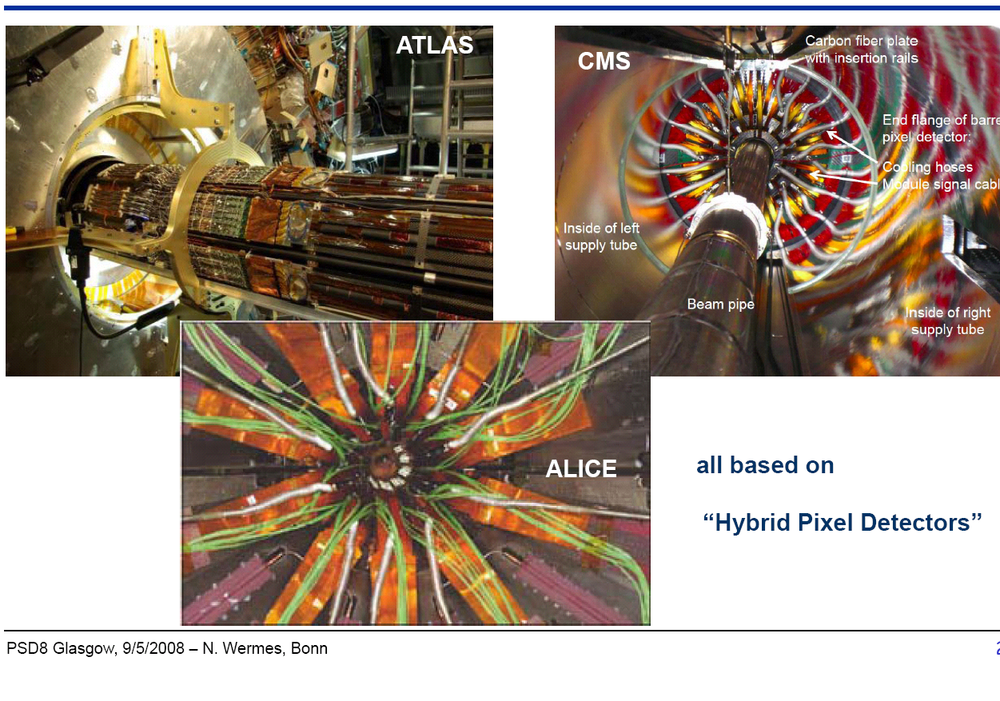 ATLAS
CMS
Carbon fiber plate
with insertion rails
End flange of barre
pixel detector:
Cooling hoses
Module signal cabl
Inside of left
supply tube
Beam pipe
Inside of right
supply tube
ALICE
all based on
“Hybrid Pixel Detectors”
PSD8 Glasgow, 9/5/2008 – N. Wermes, Bonn
2